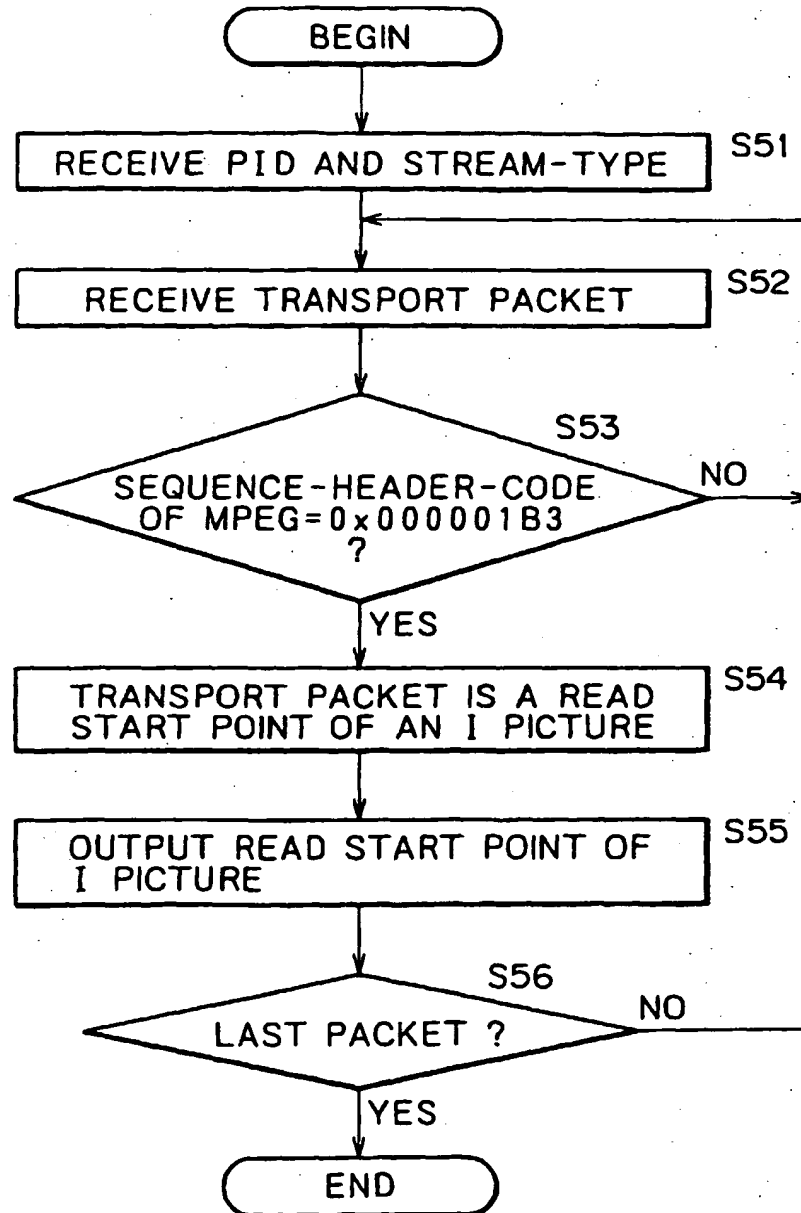 BEGIN
S51
RECEIVE PID AND STREAM-TYPE
S52
RECEIVE TRANSPORT PACKET
S53
SEQUENCE-HEADER-CODE
OF MPEG=0x000001B3
?
NO
YES
S54
TRANSPORT PACKET IS A READ
START POINT OF AN I PICTURE
S55
OUTPUT READ START POINT OF
I PICTURE
S56
LAST PACKET ?
NO
YES
END